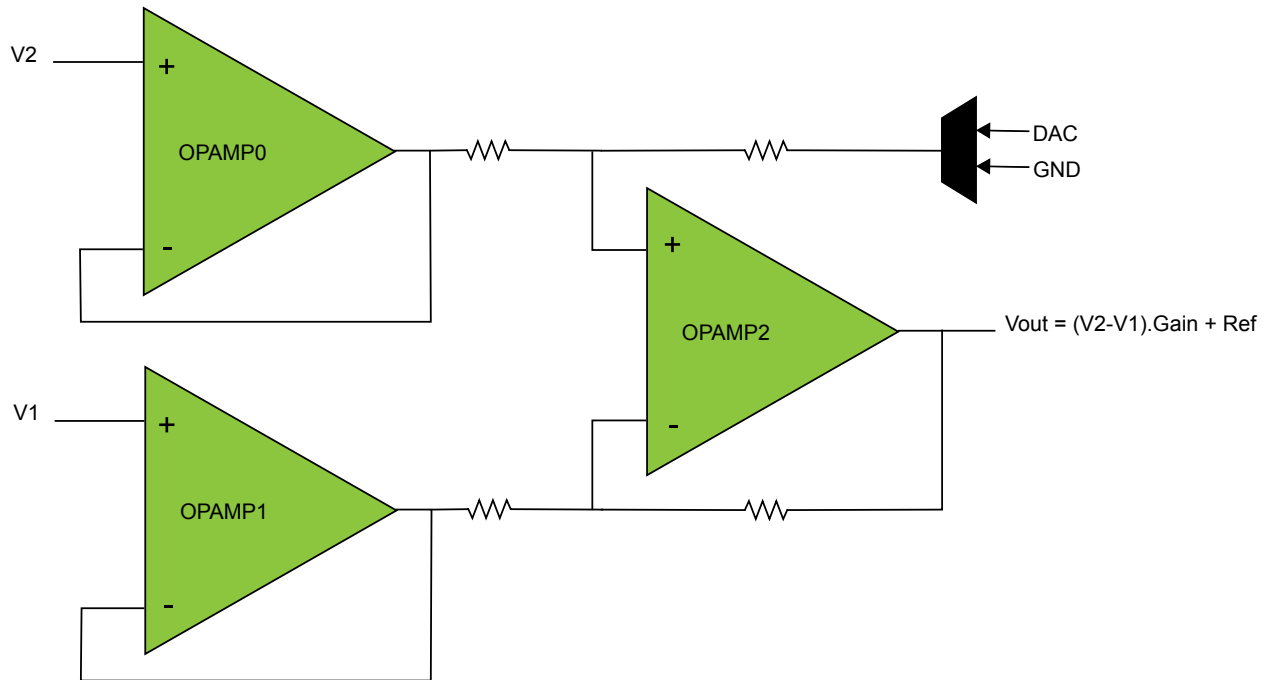 V2
+
OPAMP0
-
DAC
GND
+
OPAMP2
-
Vout = (V2-V1).Gain + Ref
V1
+
OPAMP1
-